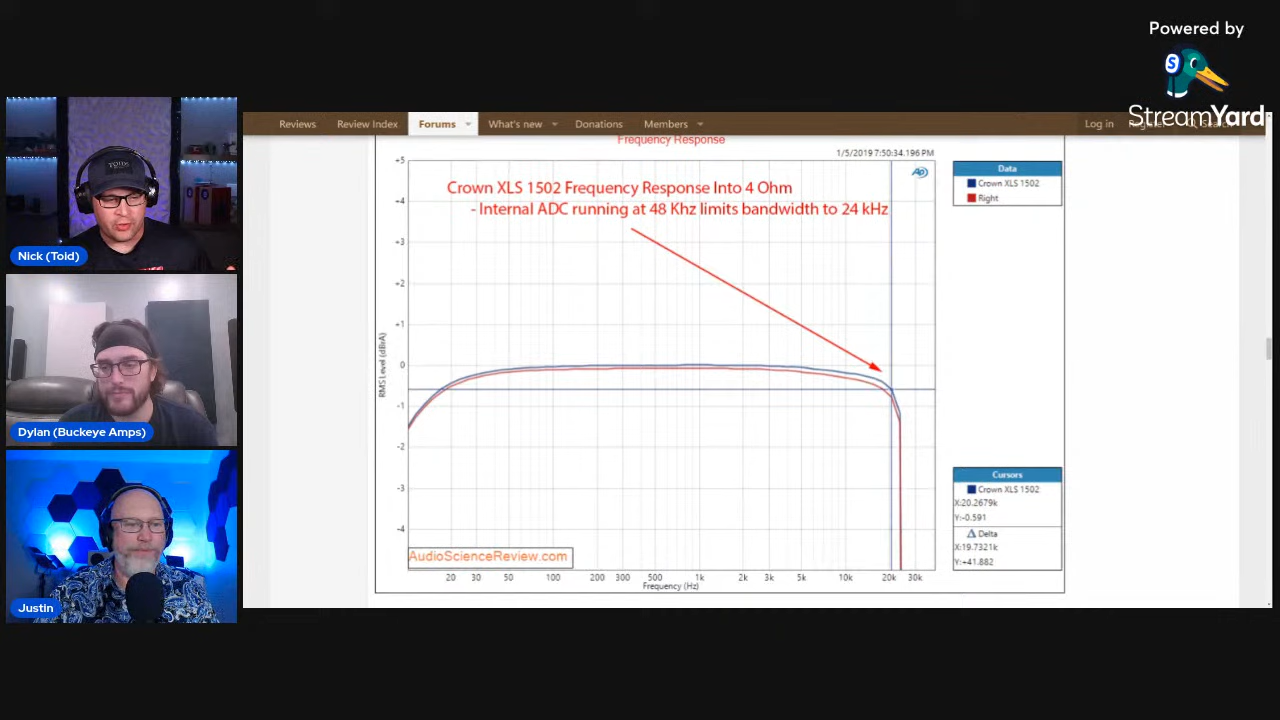 Powered by
S
StreamYard
Reviews Review Index Forums What's new Donations Members Log in
Frequency Response
1/5/2019 7:50:34.196 PM
AP
Crown XLS 1502 Frequency Response Into 4 Ohm
- Internal ADC running at 48 Khz limits bandwidth to 24 kHz
+5
+4
+3
+2
+1
0
-1
-2
-3
-4
RMS Level (dBrA)
20 30 50 100 200 300 500 1k 2k 3k 5k 10k 20k 30k
Frequency (Hz)
AudioScienceReview.com
Data
Crown XLS 1502
Right
Cursors
Crown XLS 1502
X:20.2679k
Y:-0.591
Δ Delta
X:19.7321k
Y:+41.882
TOID
Nick (Toid)
Dylan (Buckeye Amps)
Justin